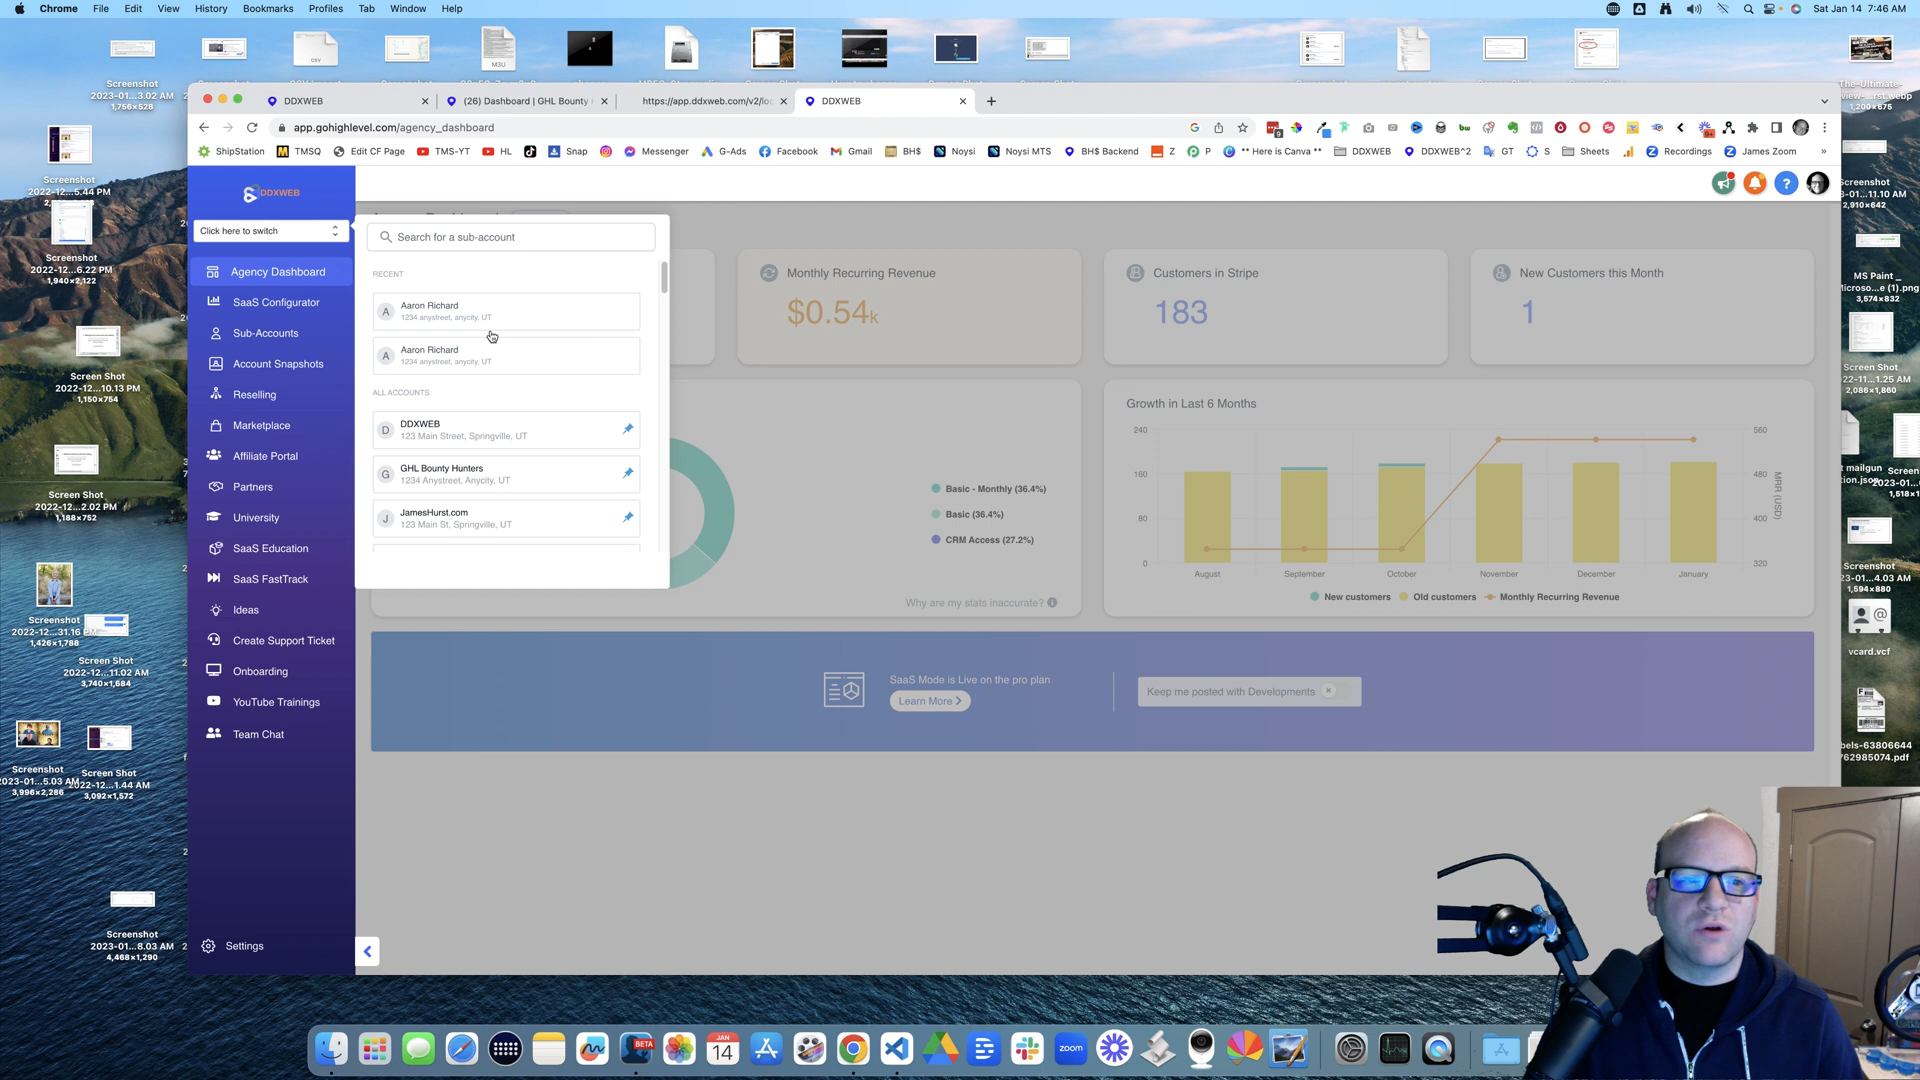 Chrome File Edit View History Bookmarks Profiles Tab Window Help
Sat Jan 14 7:46 AM
Screenshot
2023-01...3.02 AM
1,756×528
Screenshot
2022-12...5.44 PM
Screenshot
2022-12...6.22 PM
1,940×2,122
Screen Shot
2022-12...10.13 PM
1,150×754
Screen Shot
2022-12...2.02 PM
1,188×752
Screenshot
2022-12...31.16 PM
1,426×1,788
Screen Shot
2022-12...11.02 AM
3,740×1,684
Screenshot
2023-01...5.03 AM
3,996×2,286
Screen Shot
2022-12...1.44 AM
3,092×1,572
Screenshot
2023-01...8.03 AM
4,468×1,290
CSV
M3U
DDXWEB
(26) Dashboard | GHL Bounty
https://app.ddxweb.com/v2/lo
DDXWEB
app.gohighlevel.com/agency_dashboard
ShipStation
TMSQ
Edit CF Page
TMS-YT
HL
Snap
Messenger
G-Ads
Facebook
Gmail
BH$
Noysi
Noysi MTS
BH$ Backend
Z
P
** Here is Canva **
DDXWEB
DDXWEB^2
GT
S
Sheets
Recordings
James Zoom
»
DDXWEB
Click here to switch
Agency Dashboard
SaaS Configurator
Sub-Accounts
Account Snapshots
Reselling
Marketplace
Affiliate Portal
Partners
University
SaaS Education
SaaS FastTrack
Ideas
Create Support Ticket
Onboarding
YouTube Trainings
Team Chat
Settings
Search for a sub-account
RECENT
A
Aaron Richard
1234 anystreet, anycity, UT
A
Aaron Richard
1234 anystreet, anycity, UT
ALL ACCOUNTS
D
DDXWEB
123 Main Street, Springville, UT
G
GHL Bounty Hunters
1234 Anystreet, Anycity, UT
J
JamesHurst.com
123 Main St, Springville, UT
Monthly Recurring Revenue
$0.54k
Customers in Stripe
183
New Customers this Month
1
Basic - Monthly (36.4%)
Basic (36.4%)
CRM Access (27.2%)
Why are my stats inaccurate?
Growth in Last 6 Months
240
160
80
0
560
480
400
320
MRR (USD)
August September October November December January
New customers Old customers Monthly Recurring Revenue
SaaS Mode is Live on the pro plan
Learn More >
Keep me posted with Developments
The-Ultimate-
1,200×675
Screenshot
2,910×642
MS Paint _
3,574×832
Screen Shot
2,086×1,860
Screenshot
1,594×880
vcard.vcf
BETA
JAN
14
zoom